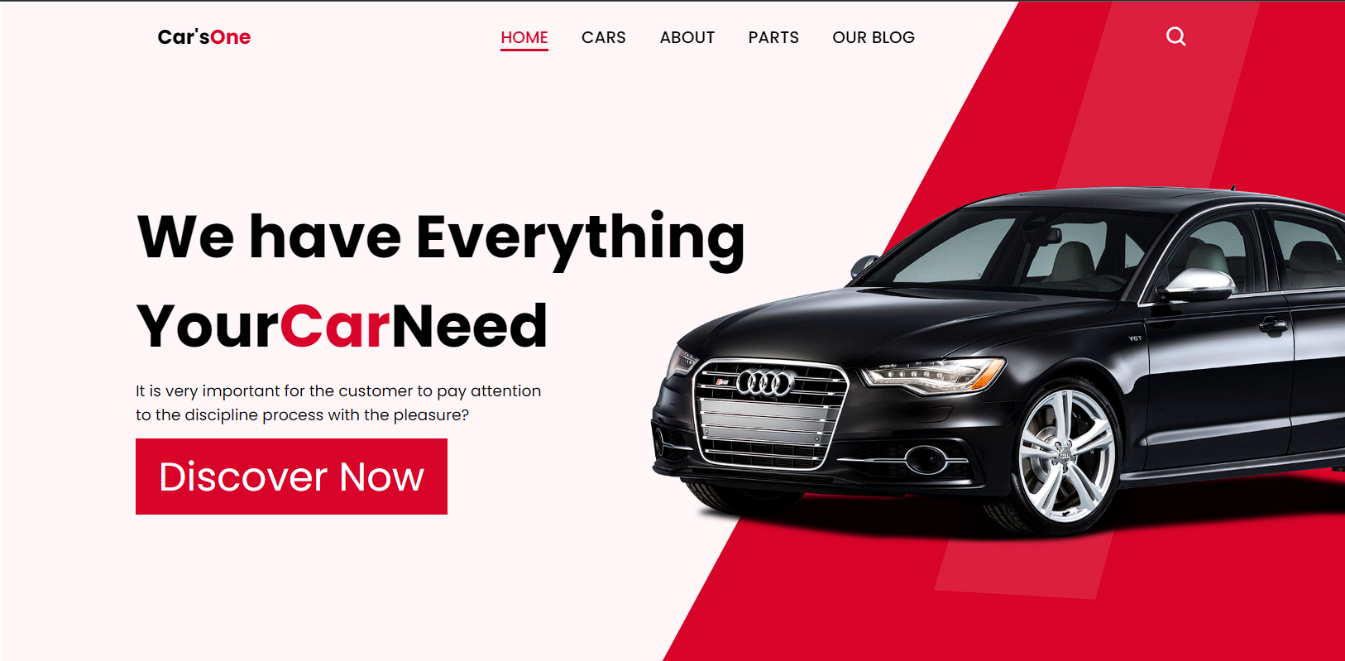 Car'sOne
HOME CARS ABOUT PARTS OUR BLOG
We have Everything
YourCarNeed
It is very important for the customer to pay attention
to the discipline process with the pleasure?
Discover Now